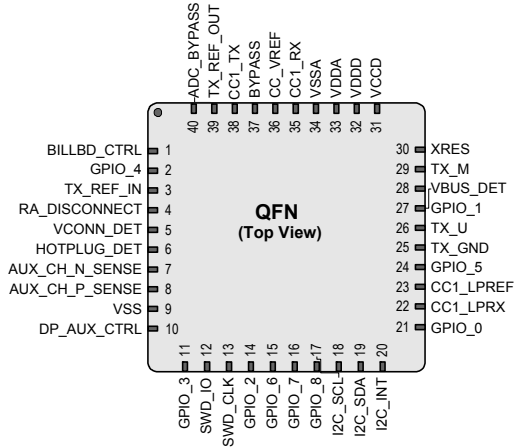 ADC_BYPASS
TX_REF_OUT
CC1_TX
BYPASS
CC_VREF
CC1_RX
VSSA
VDDA
VDDD
VCCD
40
39
38
37
36
35
34
33
32
31
BILLBD_CTRL 1
GPIO_4 2
TX_REF_IN 3
RA_DISCONNECT 4
VCONN_DET 5
HOTPLUG_DET 6
AUX_CH_N_SENSE 7
AUX_CH_P_SENSE 8
VSS 9
DP_AUX_CTRL 10
QFN
(Top View)
30 XRES
29 TX_M
28 VBUS_DET
27 GPIO_1
26 TX_U
25 TX_GND
24 GPIO_5
23 CC1_LPREF
22 CC1_LPRX
21 GPIO_0
11
12
13
14
15
16
17
18
19
20
GPIO_3
SWD_IO
SWD_CLK
GPIO_2
GPIO_6
GPIO_7
GPIO_8
I2C_SCL
I2C_SDA
I2C_INT